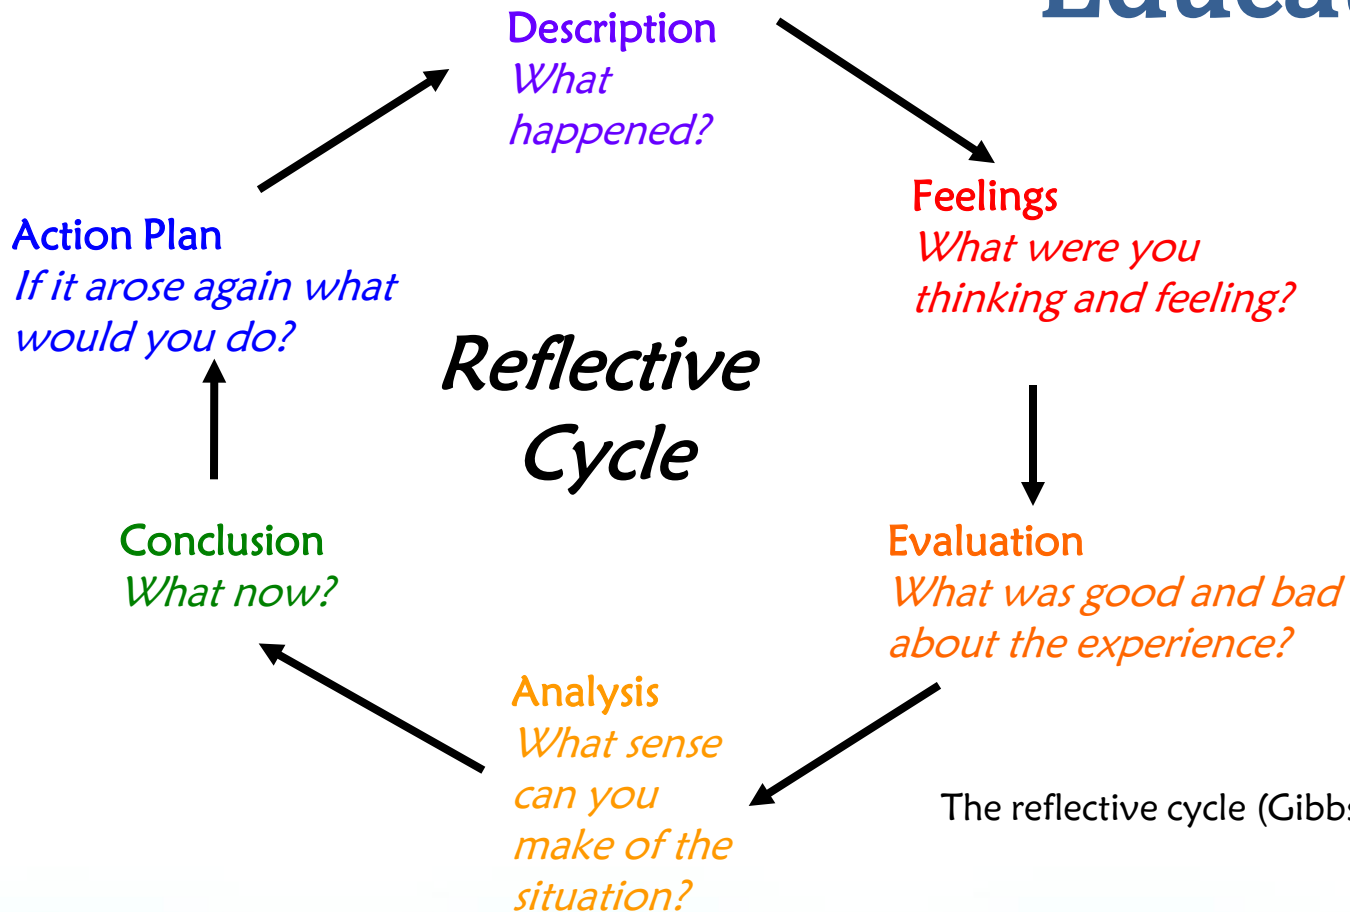 Description
What
happened?
Feelings
What were you
thinking and feeling?
Action Plan
If it arose again what
would you do?
Reflective
Cycle
Conclusion
What now?
Evaluation
What was good and bad
about the experience?
Analysis
What sense
can you
make of the
situation?
The reflective cycle (Gibbs